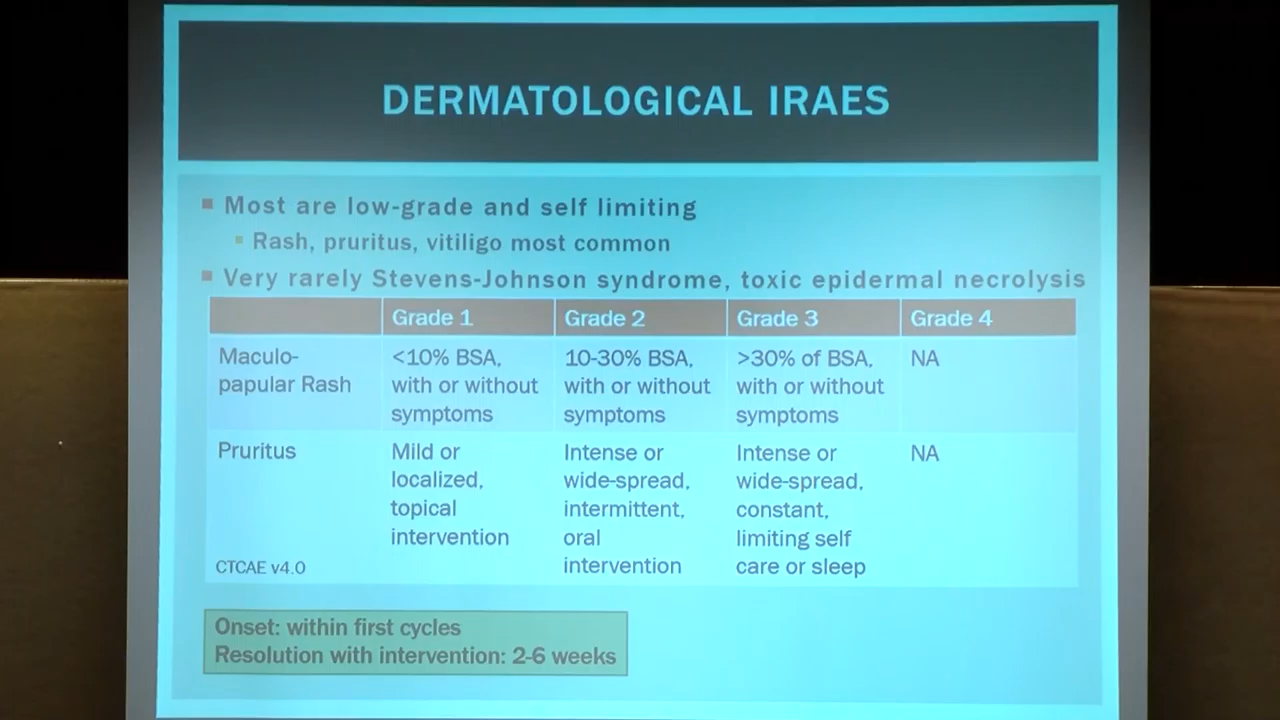 DERMATOLOGICAL IRAES
Most are low-grade and self limiting
Rash, pruritus, vitiligo most common
Very rarely Stevens-Johnson syndrome, toxic epidermal necrolysis
Grade 1
Grade 2
Grade 3
Grade 4
Maculo-
papular Rash
<10% BSA,
with or without
symptoms
10-30% BSA,
with or without
symptoms
>30% of BSA,
with or without
symptoms
NA
Pruritus
Mild or
localized,
topical
intervention
Intense or
wide-spread,
intermittent,
oral
intervention
Intense or
wide-spread,
constant,
limiting self
care or sleep
NA
CTCAE v4.0
Onset: within first cycles
Resolution with intervention: 2-6 weeks